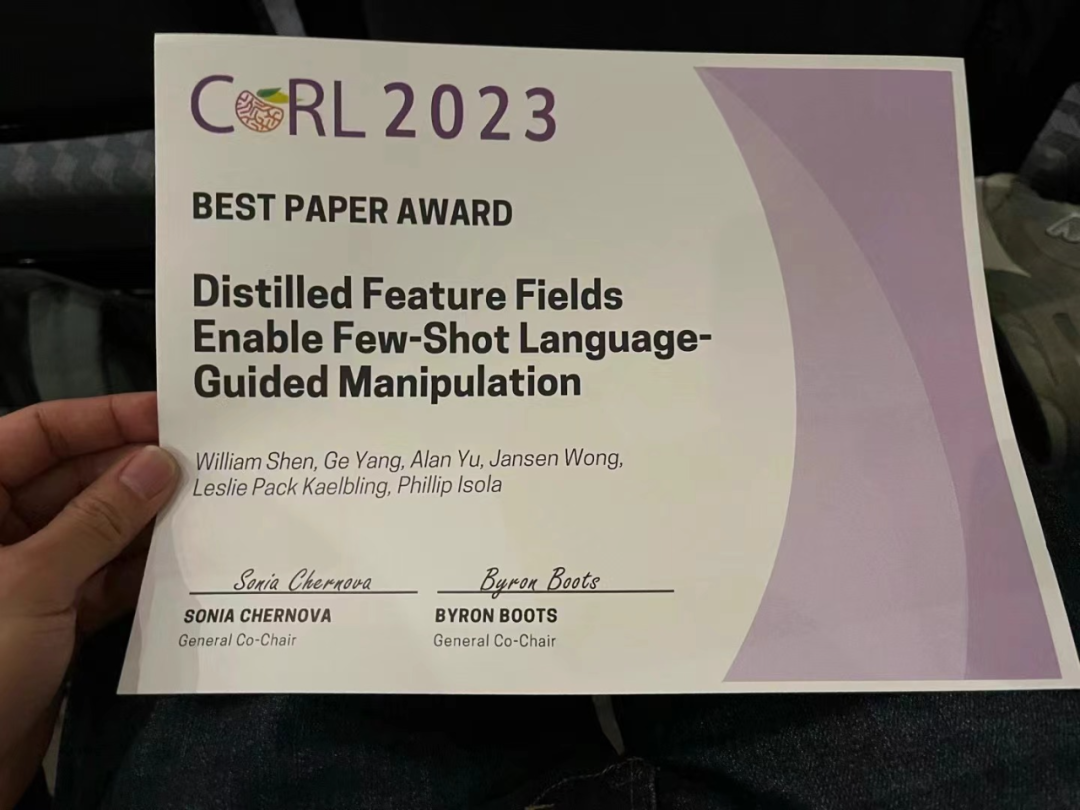 CoRL 2023
BEST PAPER AWARD
Distilled Feature Fields
Enable Few-Shot Language-
Guided Manipulation
William Shen, Ge Yang, Alan Yu, Jansen Wong,
Leslie Pack Kaelbling, Phillip Isola
Sonia Chernova Byron Boots
SONIA CHERNOVA BYRON BOOTS
General Co-Chair General Co-Chair